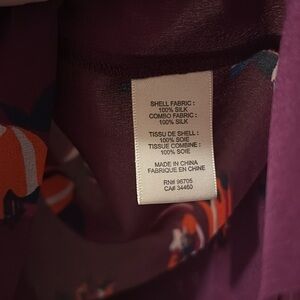 SHELL FABRIC :
100% SILK
COMBO FABRIC :
100% SILK
TISSU DE SHELL :
100% SOIE
TISSUE COMBINE :
100% SOIE
MADE IN CHINA
FABRIQUE EN CHINE
RN# 96705
CA# 34460